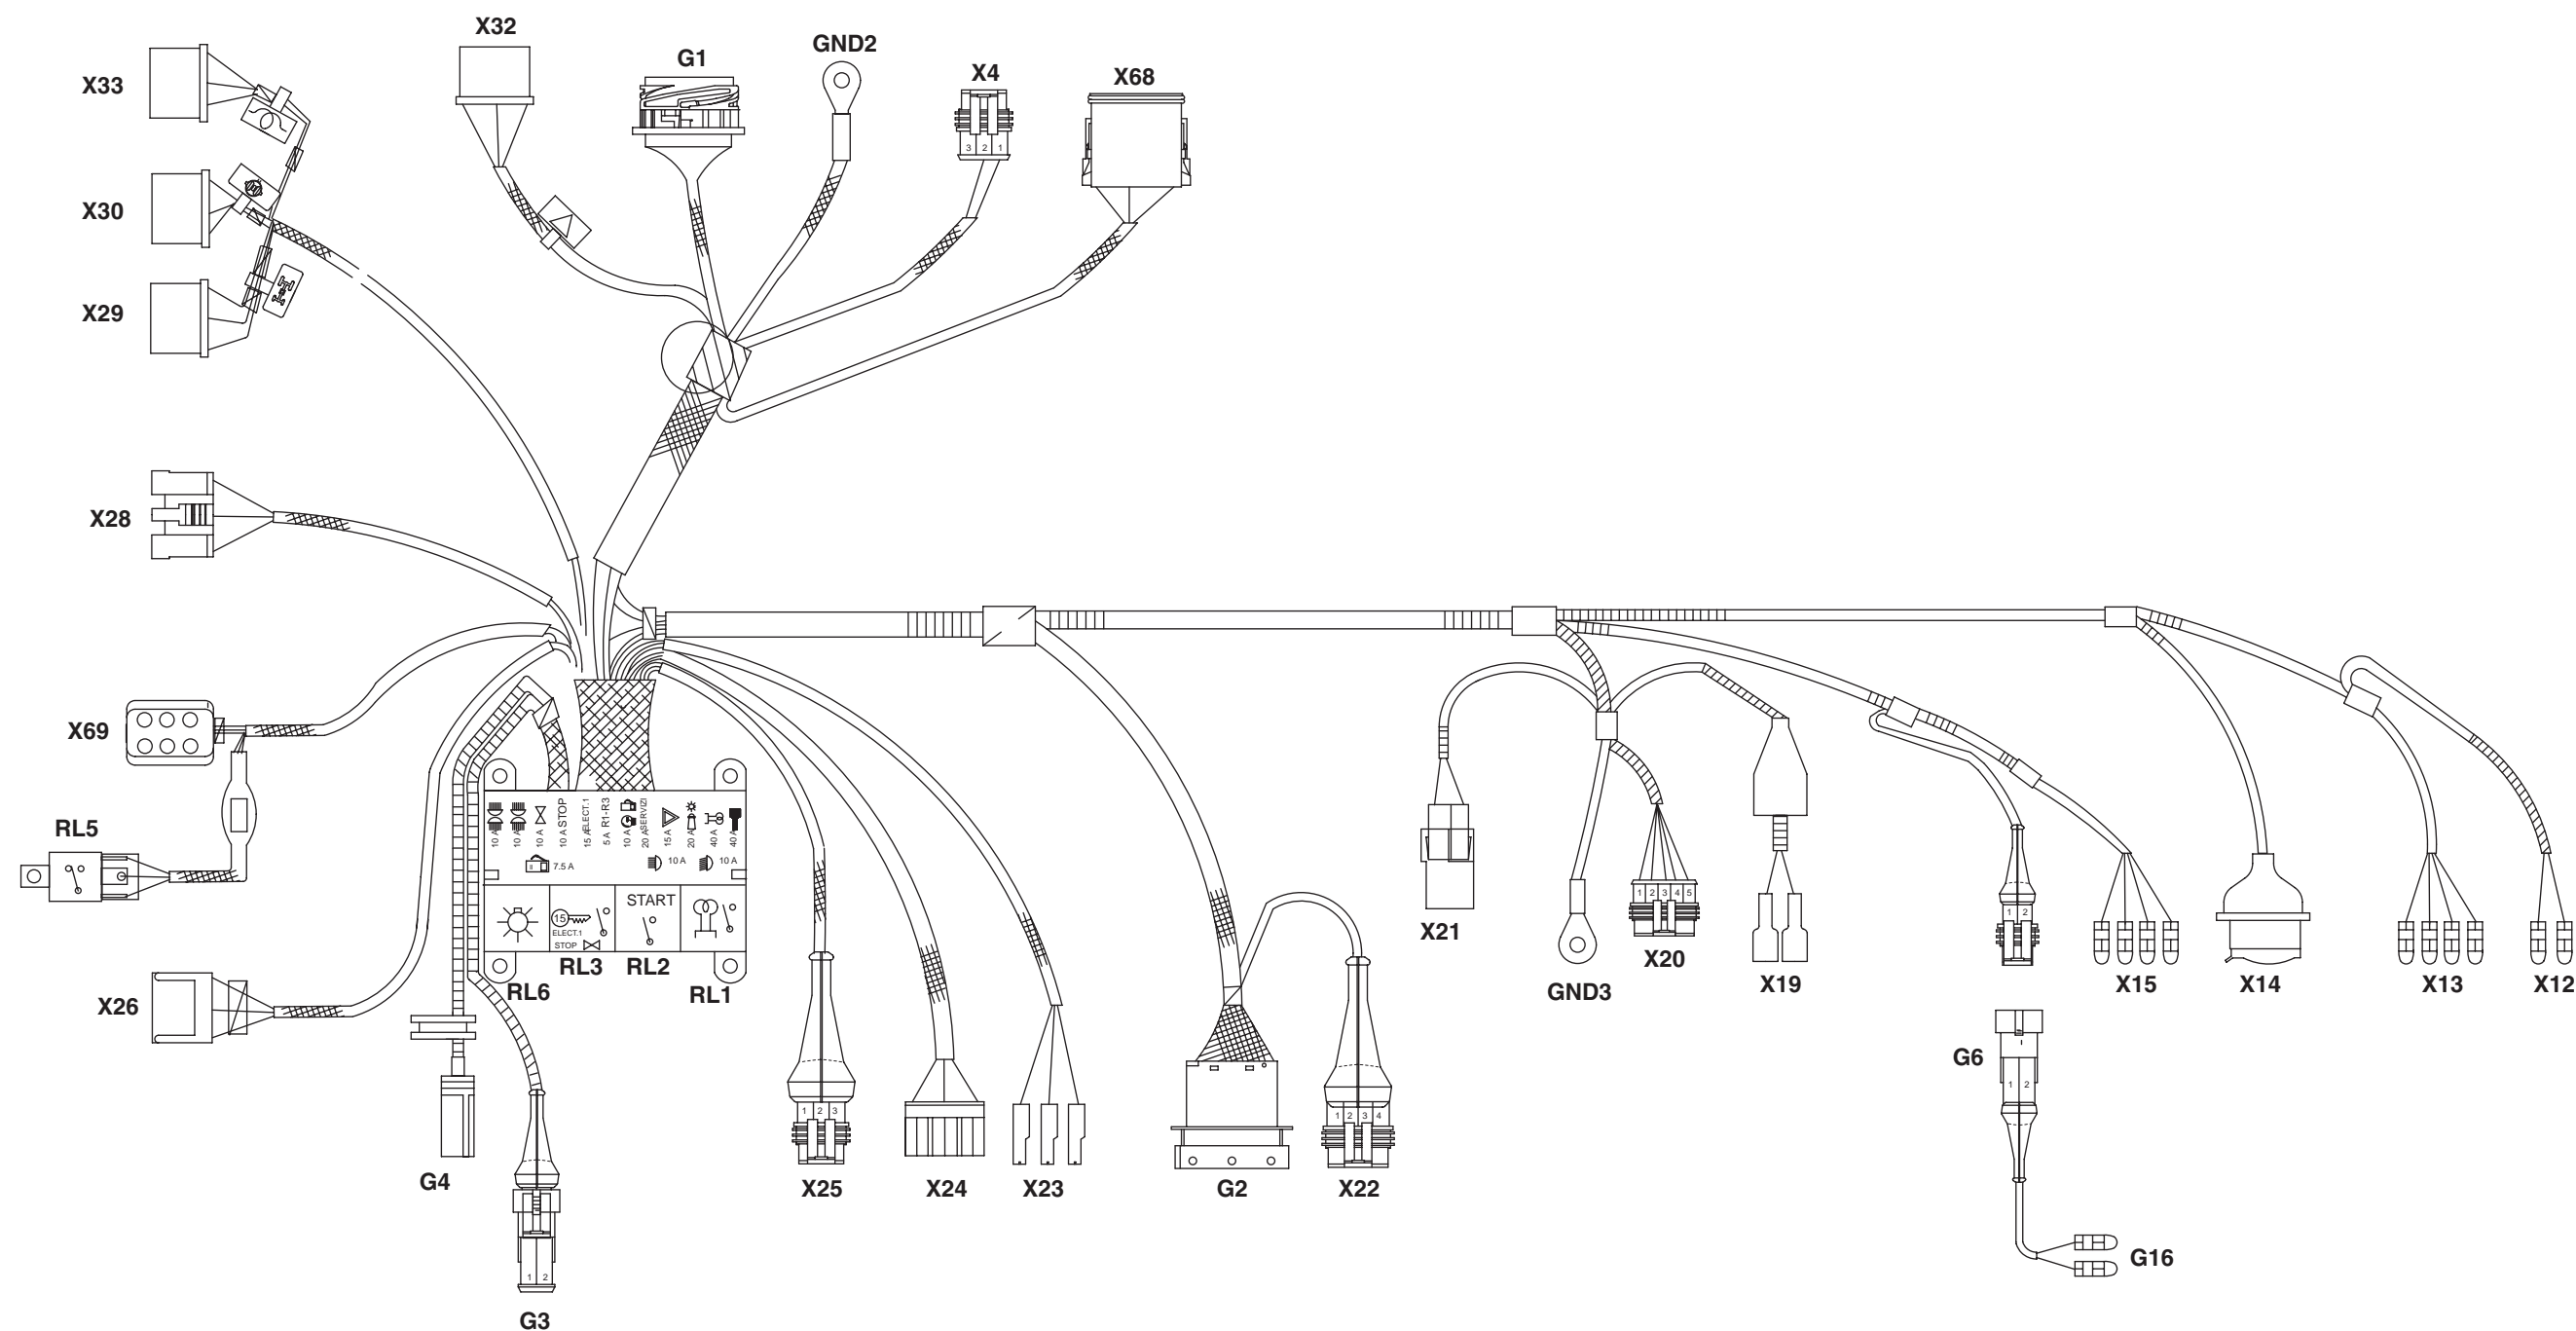 X32
GND2
G1
X33
X4
X68
3 2 1
X30
X29
X28
X69
10 A
10 A
10 A
10 A STOP
15 A ELECT.1
5 A R1-R3
10 A
20 A SERVIZI
15 A
20 A
40 A
40 A
RL5
7.5 A
10 A
10 A
START
15
ELECT.1
STOP
RL3
RL2
RL6
RL1
X26
1 2 3 4 5
1 2
X21
GND3
X20
X19
X15
X14
X13
X12
G6
1 2
1 2 3
1 2 3 4
G4
X25
X24
X23
G2
X22
G16
1 2
G3